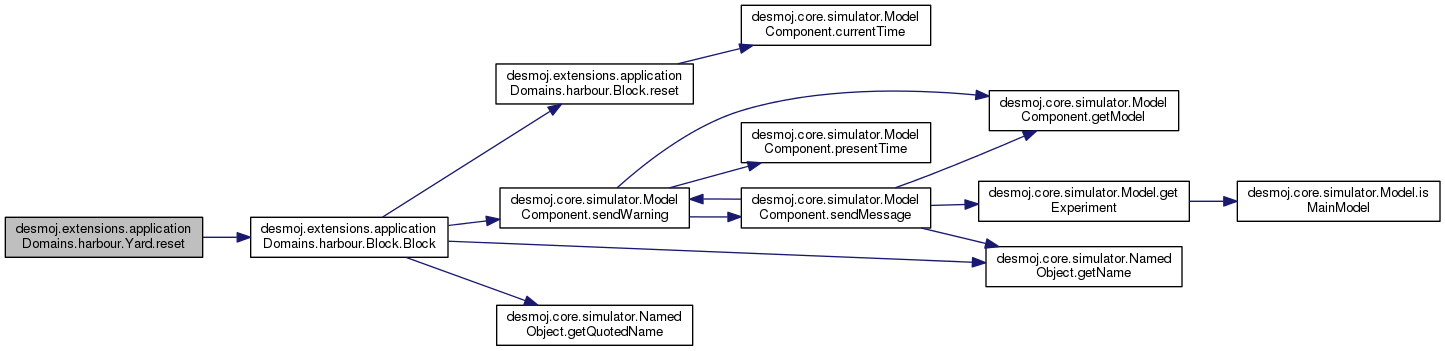 desmoj.extensions.application
Domains.harbour.Yard.reset
desmoj.extensions.application
Domains.harbour.Block.Block
desmoj.extensions.application
Domains.harbour.Block.reset
desmoj.core.simulator.Model
Component.currentTime
desmoj.core.simulator.Model
Component.sendWarning
desmoj.core.simulator.Model
Component.presentTime
desmoj.core.simulator.Model
Component.sendMessage
desmoj.core.simulator.Model
Component.getModel
desmoj.core.simulator.Model.get
Experiment
desmoj.core.simulator.Model.is
MainModel
desmoj.core.simulator.Named
Object.getName
desmoj.core.simulator.Named
Object.getQuotedName